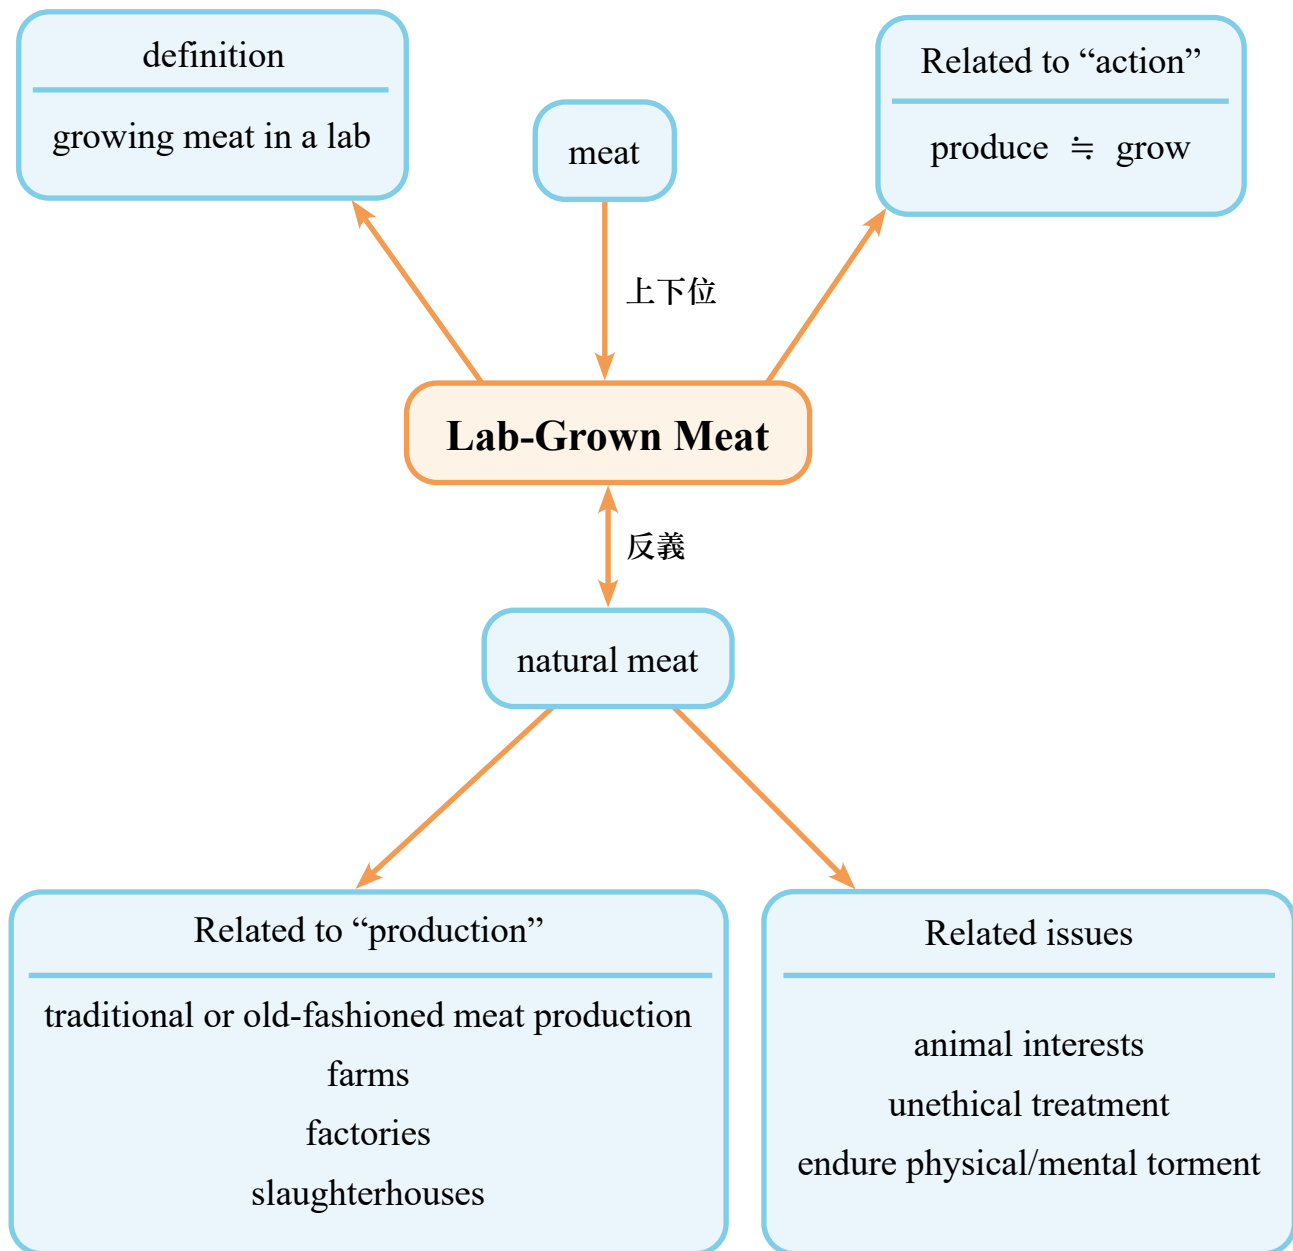 definition
growing meat in a lab
meat
Related to “action”
produce ≒ grow
上下位
Lab-Grown Meat
反義
natural meat
Related to “production”
traditional or old-fashioned meat production
farms
factories
slaughterhouses
Related issues
animal interests
unethical treatment
endure physical/mental torment